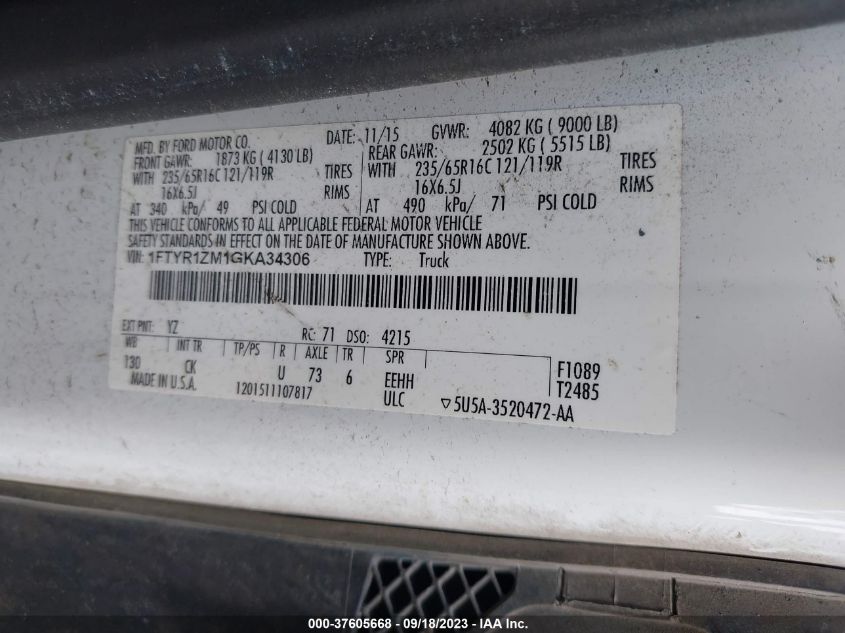 MFD. BY FORD MOTOR CO. DATE: 11/15 GVWR: 4082 KG ( 9000 LB)
FRONT GAWR: 1873 KG ( 4130 LB) REAR GAWR: 2502 KG ( 5515 LB)
WITH 235/65R16C 121/119R TIRES WITH 235/65R16C 121/119R TIRES
16X6.5J RIMS 16X6.5J RIMS
AT 340 kPa/ 49 PSI COLD AT 490 kPa/ 71 PSI COLD
THIS VEHICLE CONFORMS TO ALL APPLICABLE FEDERAL MOTOR VEHICLE
SAFETY STANDARDS IN EFFECT ON THE DATE OF MANUFACTURE SHOWN ABOVE.
VIN: 1FTYR1ZM1GKA34306 TYPE: Truck
EXT PNT: YZ RC: 71 DSO: 4215
WB INT TR TP/PS R AXLE TR SPR
130 CK U 73 6 EEHH F1089
MADE IN U.S.A. 1201511107817 ULC ▽5U5A-3520472-AA T2485
000-37605668 - 09/18/2023 - IAA Inc.